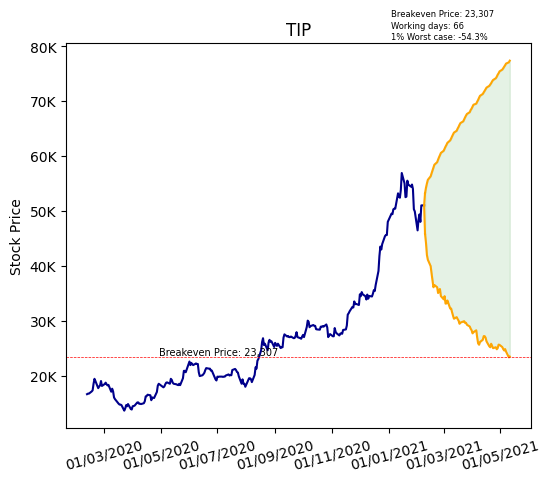 Breakeven Price: 23,307
Working days: 66
1% Worst case: -54.3%
TIP
80K
70K
60K
50K
40K
30K
20K
Stock Price
Breakeven Price: 23,307
01/03/2020 01/05/2020 01/07/2020 01/09/2020 01/11/2020 01/01/2021 01/03/2021 01/05/2021